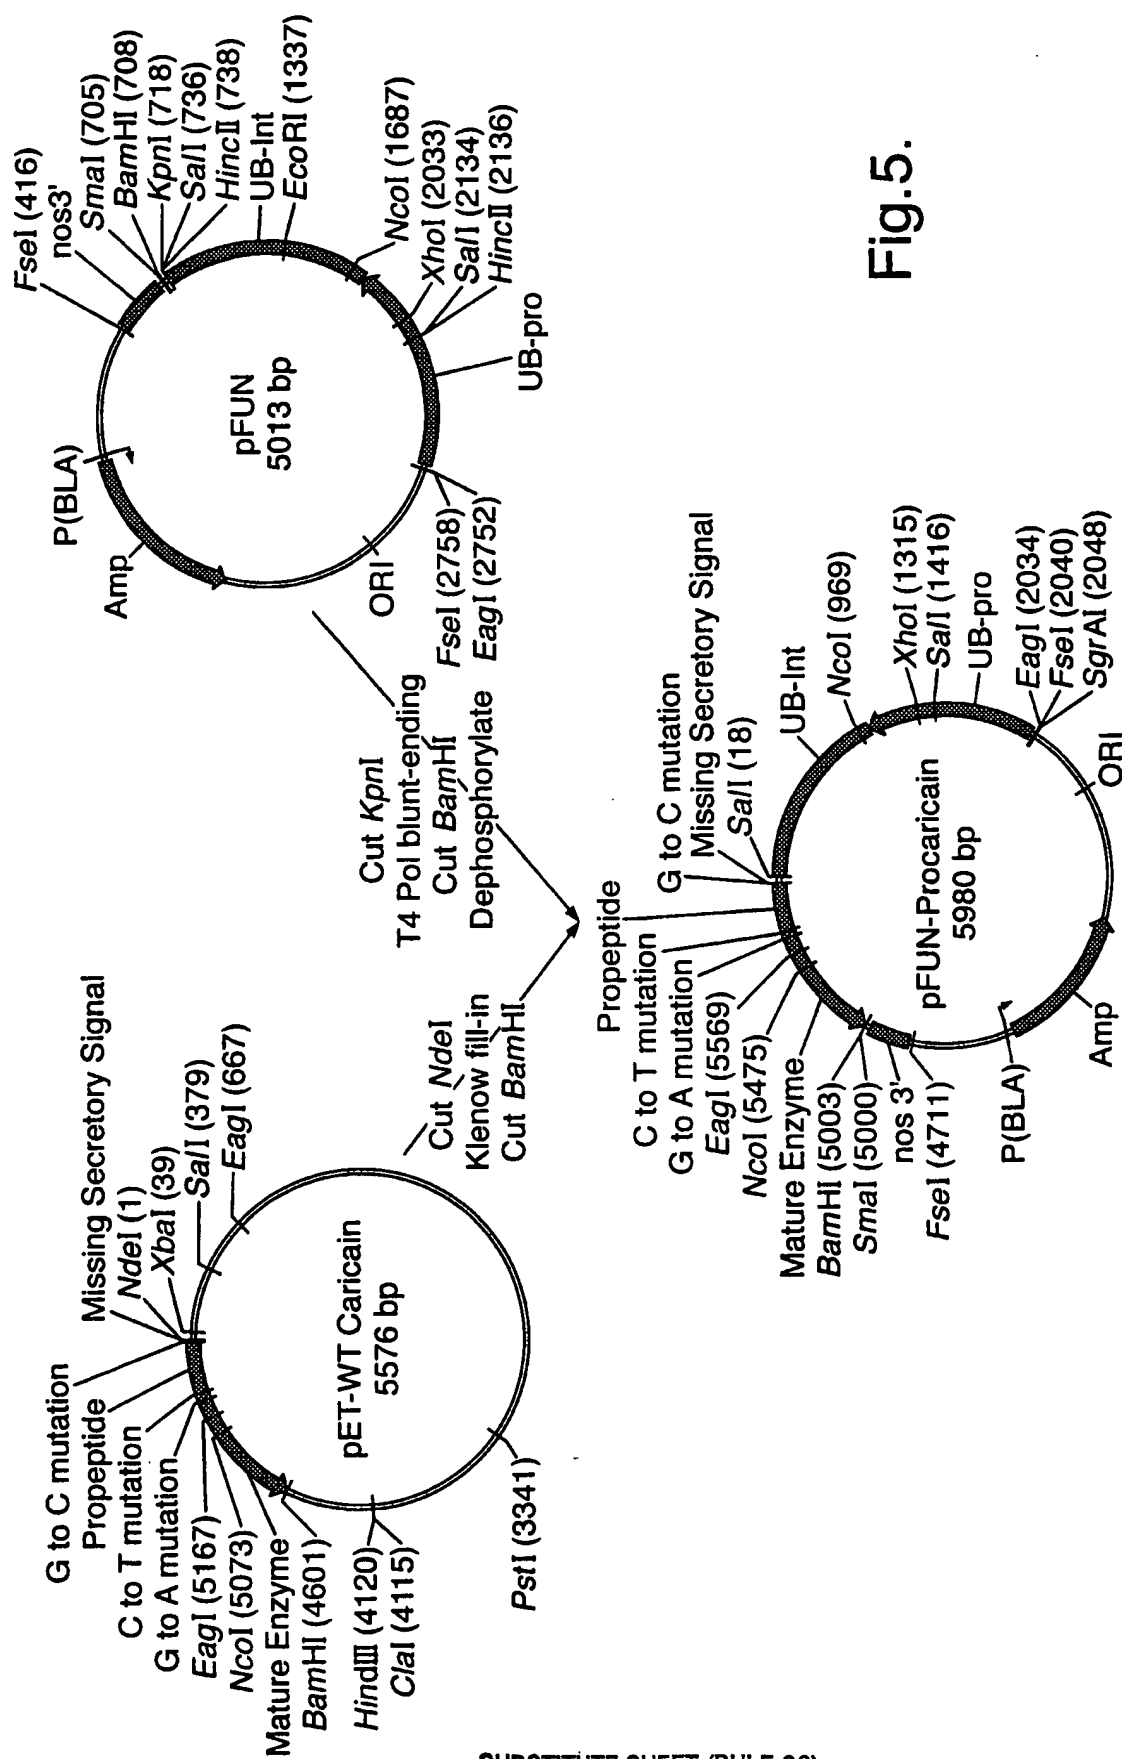 G to C mutation
Propeptide
C to T mutation
G to A mutation
EagI (5167)
NcoI (5073)
Mature Enzyme
BamHI (4601)
HindIII (4120)
ClaI (4115)
PstI (3341)
Missing Secretory Signal
NdeI (1)
XbaI (39)
SalI (379)
EagI (667)
pET-WT Caricain
5576 bp
Cut NdeI
Klenow fill-in
Cut BamHI
P(BLA)
Amp
ORI
FseI (2758)
EagI (2752)
pFUN
5013 bp
FseI (416)
nos3'
SmaI (705)
BamHI (708)
KpnI (718)
SalI (736)
HincII (738)
UB-Int
EcoRI (1337)
NcoI (1687)
XhoI (2033)
SalI (2134)
HincII (2136)
UB-pro
Cut KpnI
T4 Pol blunt-ending
Cut BamHI
Dephosphorylate
Propeptide
C to T mutation
G to A mutation
EagI (5569)
NcoI (5475)
Mature Enzyme
BamHI (5003)
SmaI (5000)
nos 3'
FseI (4711)
P(BLA)
Amp
G to C mutation
Missing Secretory Signal
SalI (18)
UB-Int
NcoI (969)
XhoI (1315)
SalI (1416)
UB-pro
EagI (2034)
FseI (2040)
SgrAI (2048)
ORI
pFUN-Procaricain
5980 bp
Fig.5.
SUBSTITUTE SHEET (RULE 26)